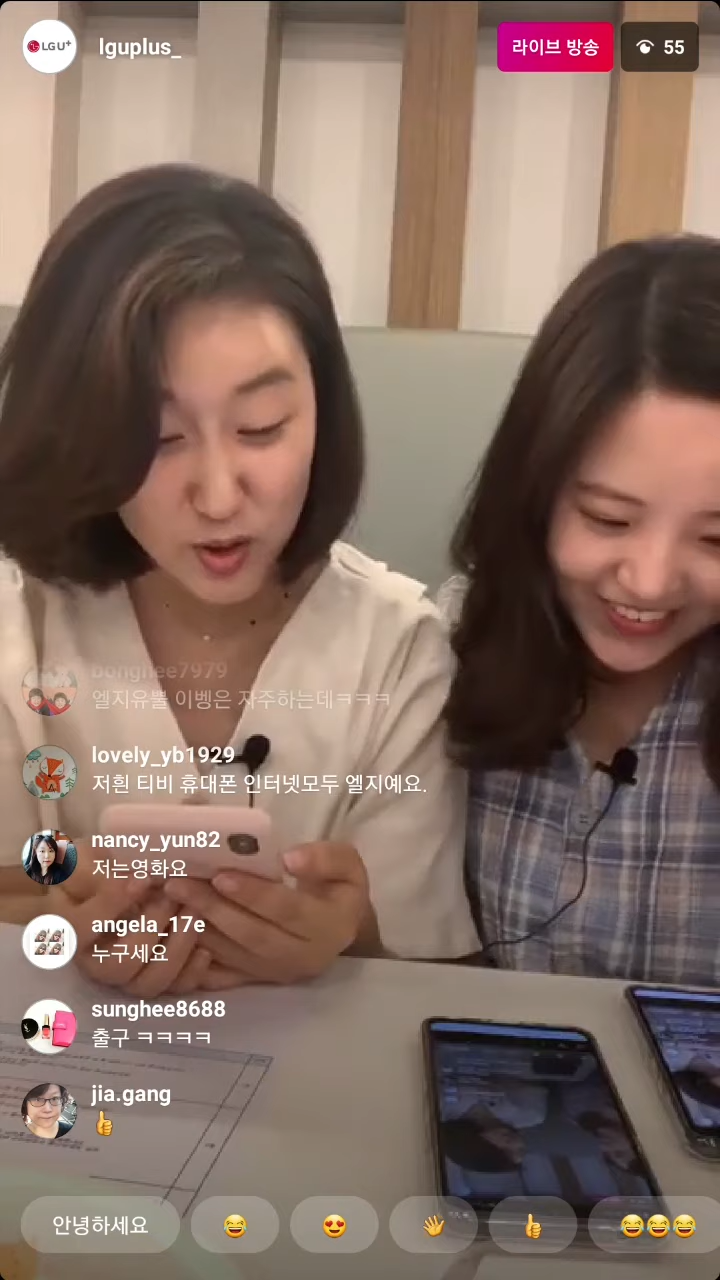 LG U+
lguplus_
라이브 방송
55
bonghee7979
엘지유쁠 이벵은 자주하는데ㅋㅋㅋ
lovely_yb1929
저흰 티비 휴대폰 인터넷모두 엘지예요.
nancy_yun82
저는영화요
angela_17e
누구세요
sunghee8688
출구 ㅋㅋㅋㅋ
jia.gang
👍
안녕하세요
😂
😍
👋
👍
😂😂😂